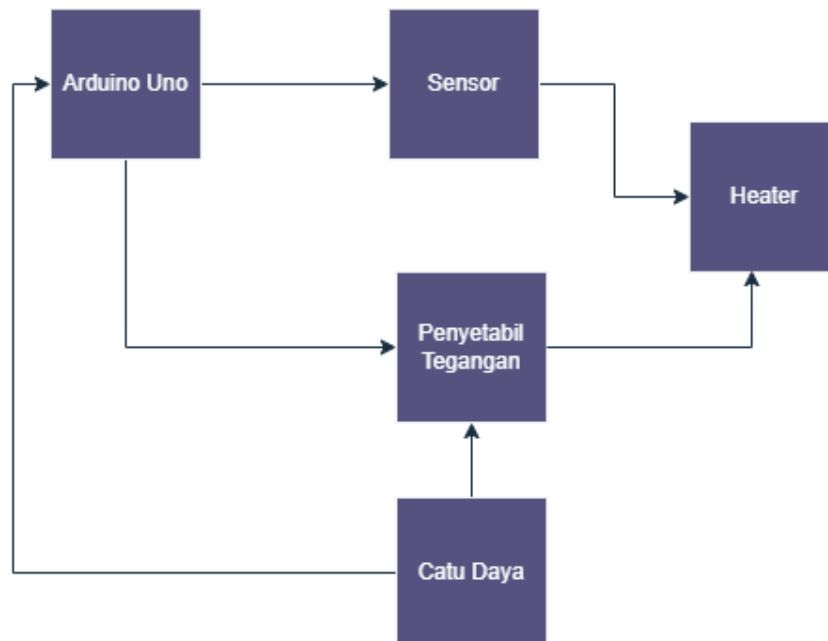 Arduino Uno
Sensor
Heater
Penyetabil
Tegangan
Catu Daya